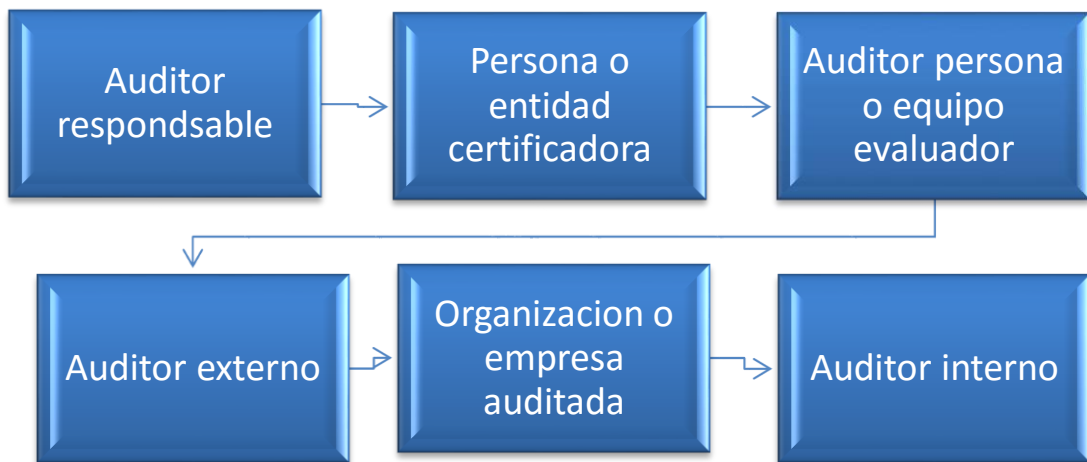 Auditor
respondsable
Persona o
entidad
certificadora
Auditor persona
o equipo
evaluador
Auditor externo
Organizacion o
empresa
auditada
Auditor interno